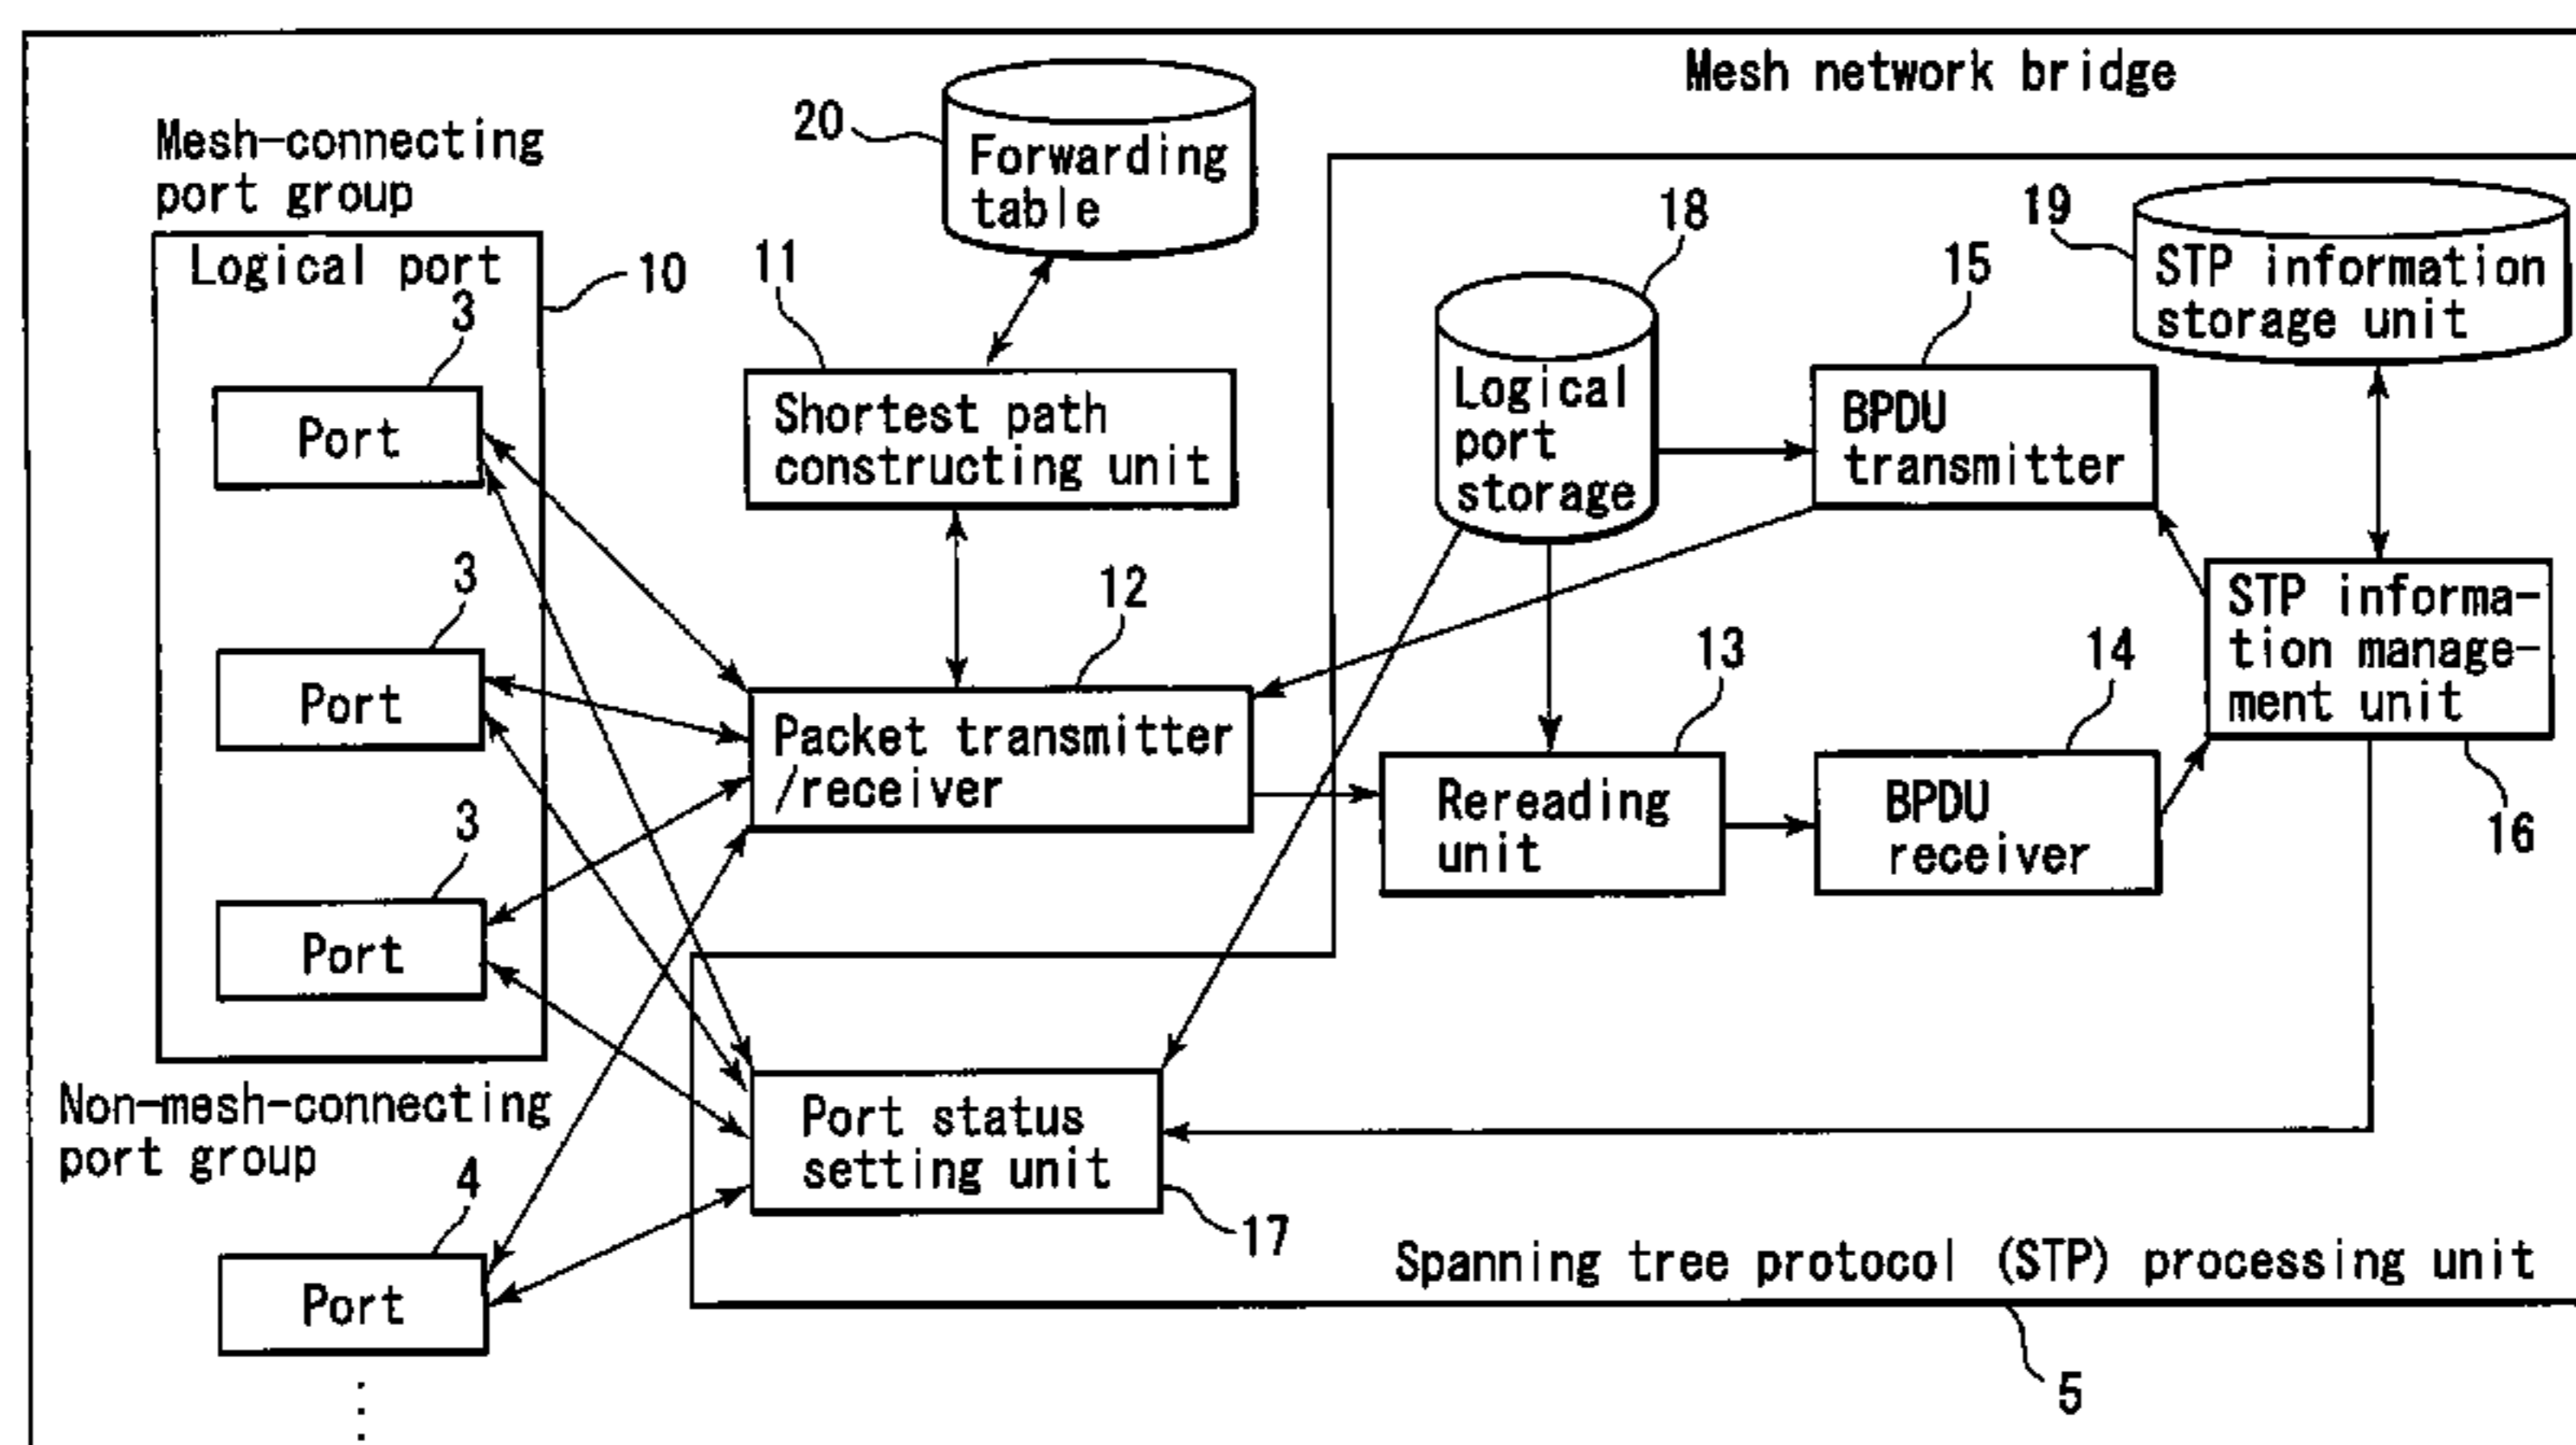 Mesh network bridge
20
Forwarding
table
Mesh-connecting
port group
Logical port
10
3
Port
3
Port
3
Port
11
Shortest path
constructing unit
12
Packet transmitter
/receiver
18
Logical
port
storage
15
BPDU
transmitter
19
STP information
storage unit
STP informa-
tion manage-
ment unit
16
13
Rereading
unit
14
BPDU
receiver
Non-mesh-connecting
port group
4
Port
Port status
setting unit
17
Spanning tree protocol (STP) processing unit
5